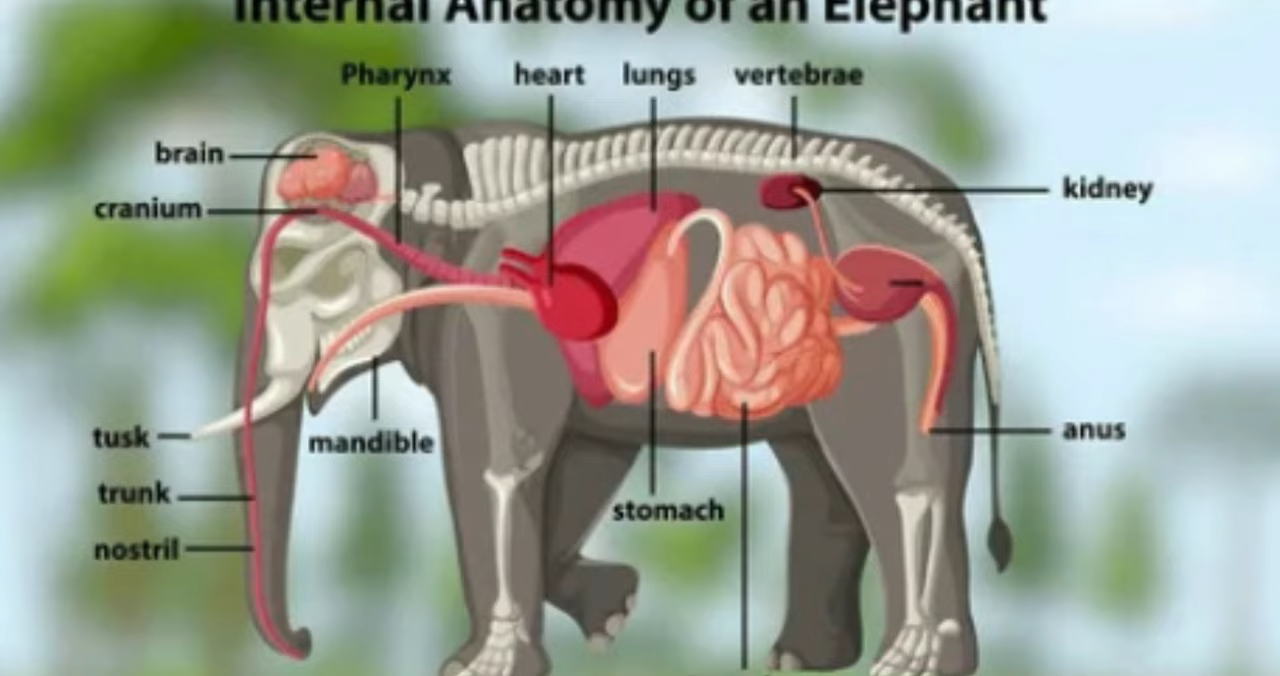 Internal Anatomy of an Elephant
Pharynx heart lungs vertebrae
brain
kidney
cranium
tusk
mandible
anus
trunk
stomach
nostril